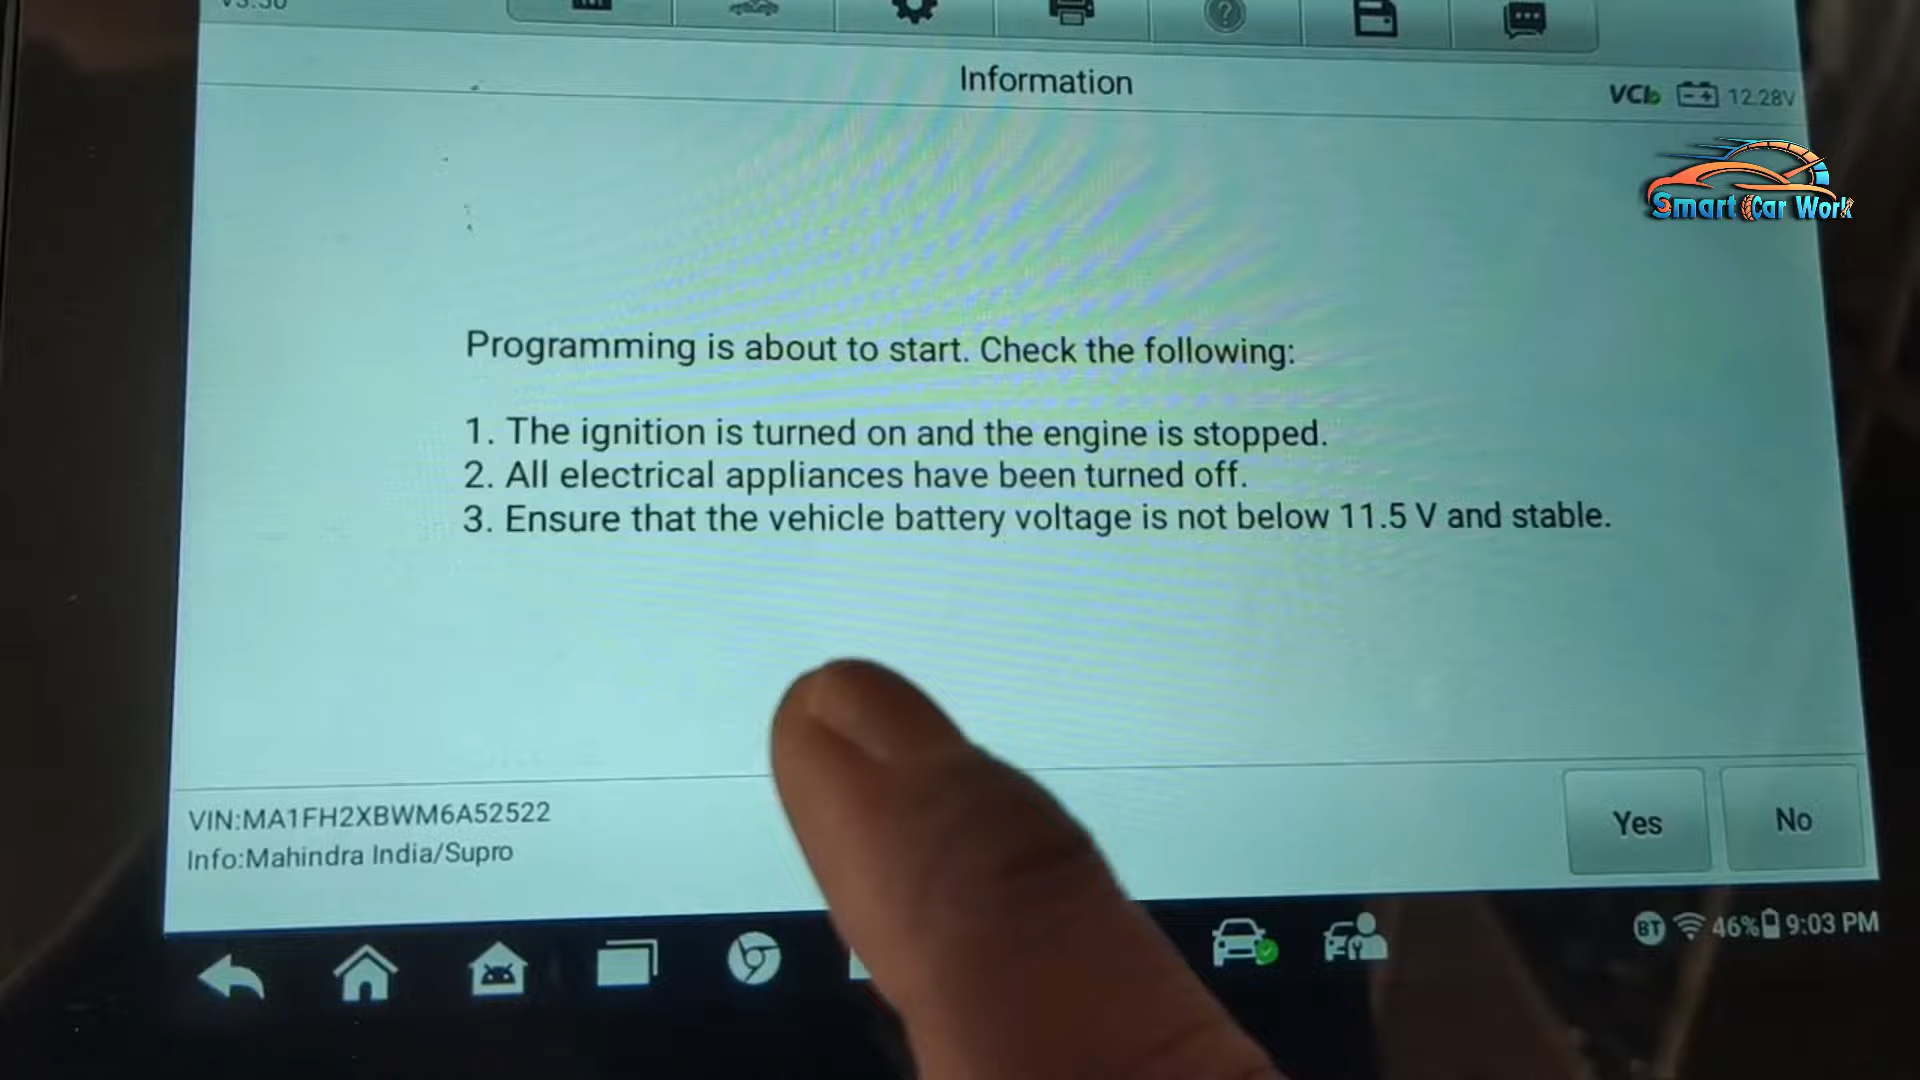 V3.30
Information
VCI 12.28V
Smart Car Work
Programming is about to start. Check the following:
1. The ignition is turned on and the engine is stopped.
2. All electrical appliances have been turned off.
3. Ensure that the vehicle battery voltage is not below 11.5 V and stable.
VIN:MA1FH2XBWM6A52522
Info:Mahindra India/Supro
Yes
No
BT 46% 9:03 PM